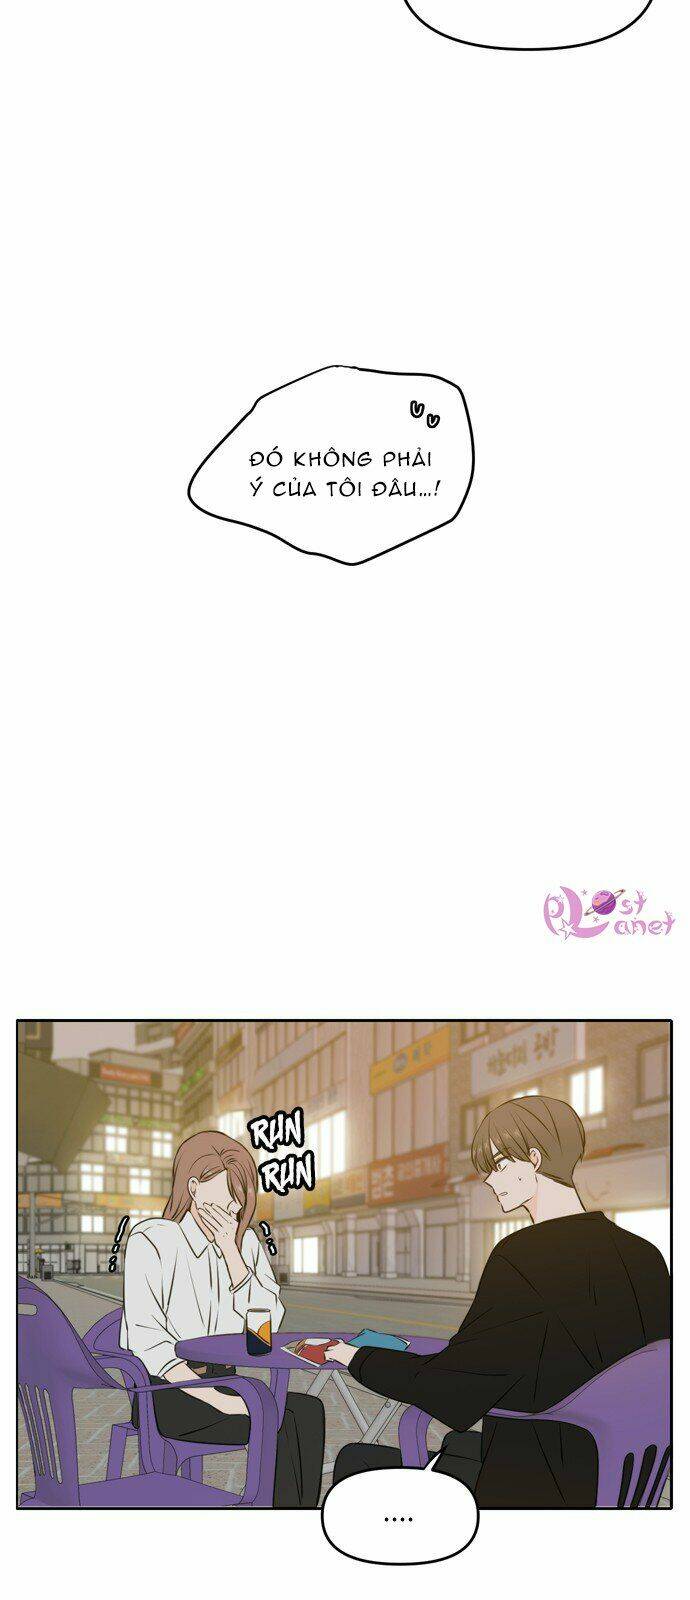 ĐÓ KHÔNG PHẢI
Ý CỦA TÔI ĐÂU...!
Lost
Planet
RUN
RUN
....